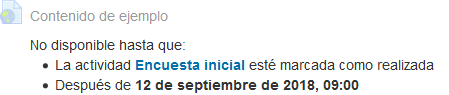 Contenido de ejemplo
No disponible hasta que:
• La actividad Encuesta inicial esté marcada como realizada
• Después de 12 de septiembre de 2018, 09:00